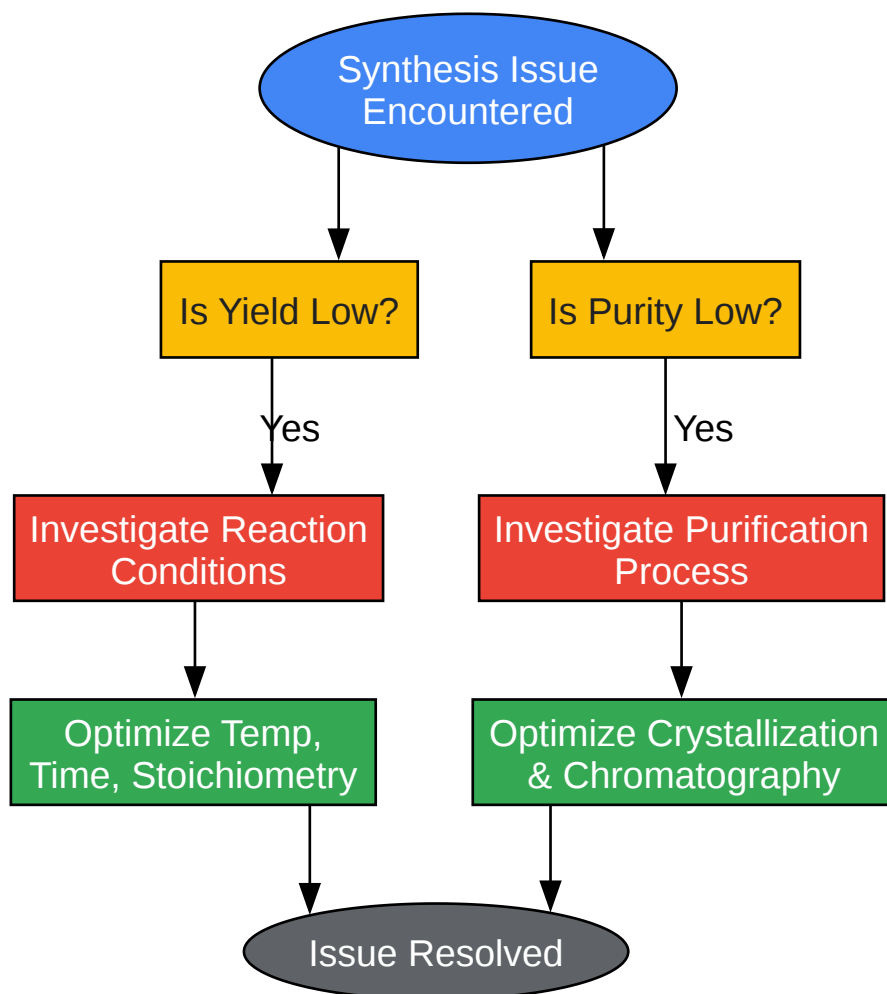 Synthesis Issue
Encountered
Is Yield Low?
Is Purity Low?
Yes
Yes
Investigate Reaction
Conditions
Investigate Purification
Process
Optimize Temp,
Time, Stoichiometry
Optimize Crystallization
& Chromatography
Issue Resolved